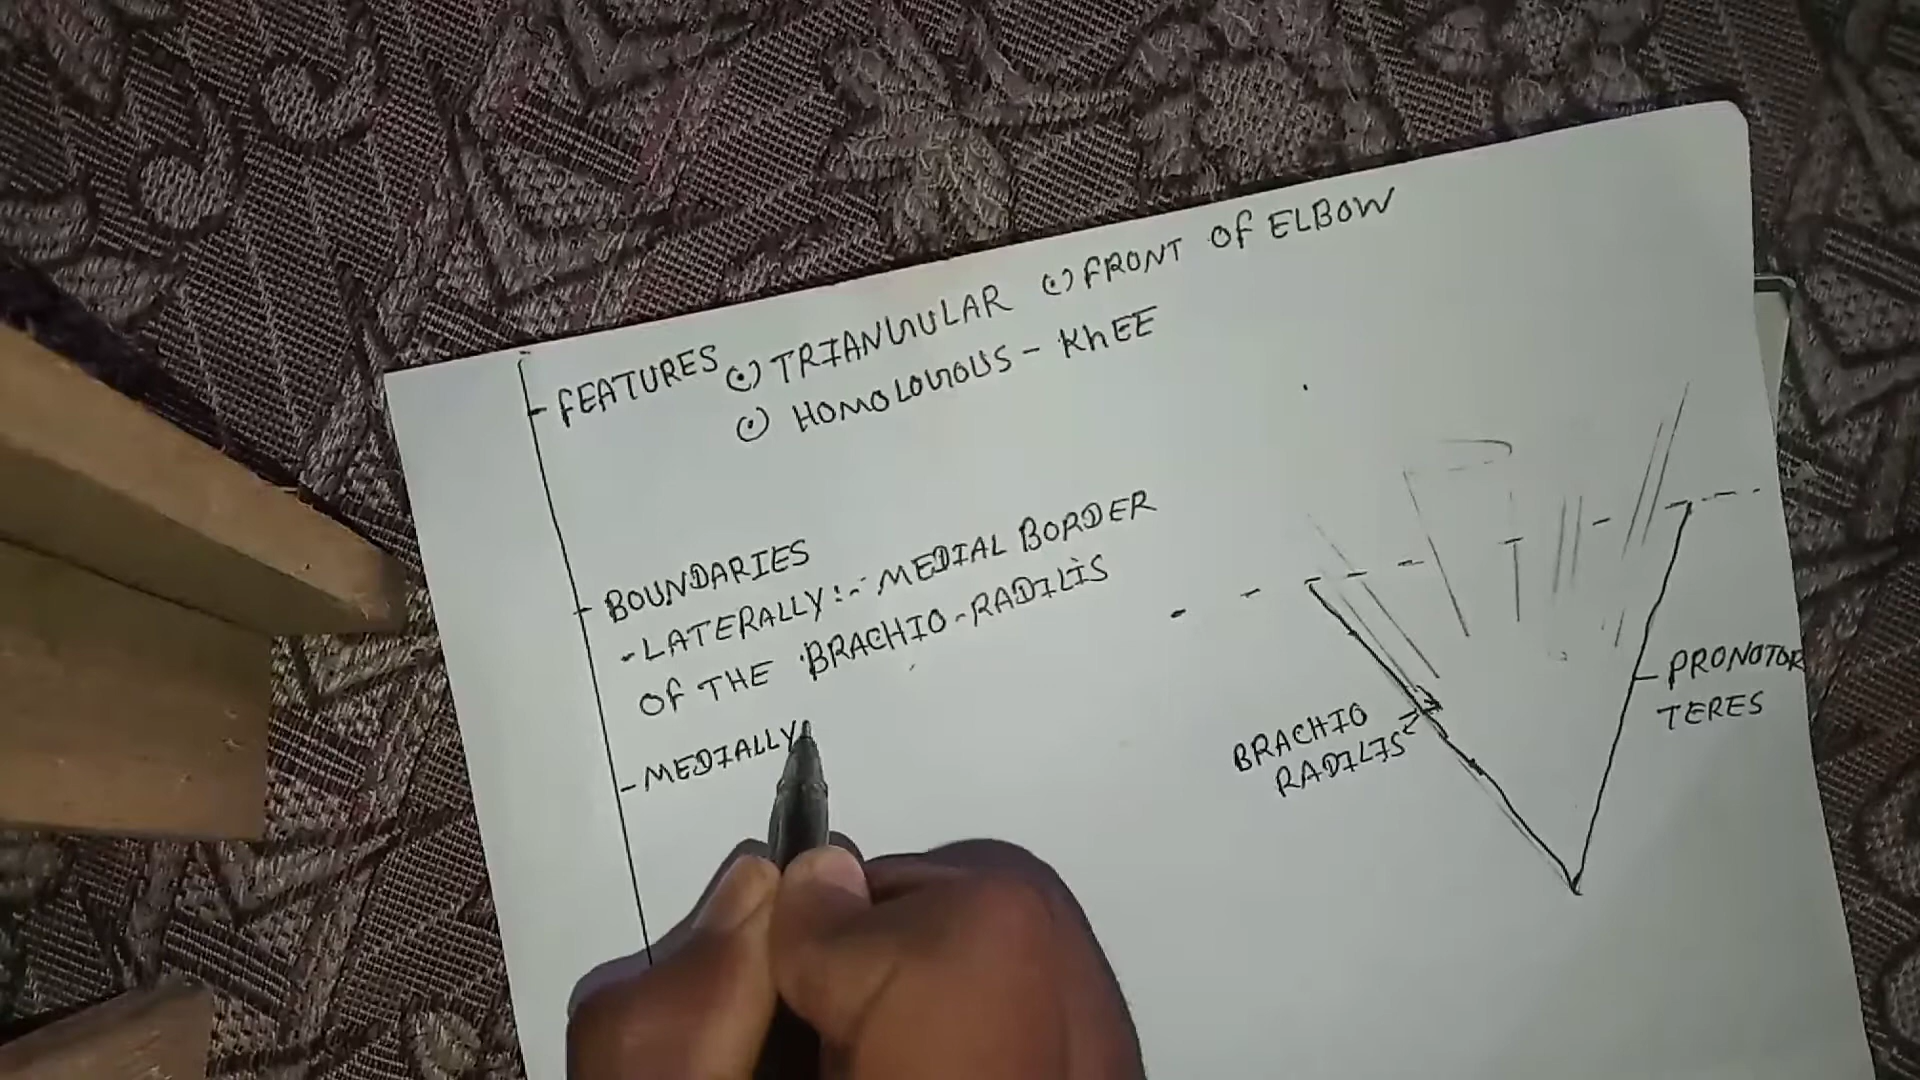 FEATURES TRIANGULAR FRONT OF ELBOW
HOMOLOGOUS - KNEE
BOUNDARIES
- LATERALLY :- MEDIAL BORDER
OF THE BRACHIO-RADILIS
- MEDIALLY
BRACHIO
RADILIS
PRONOTOR
TERES